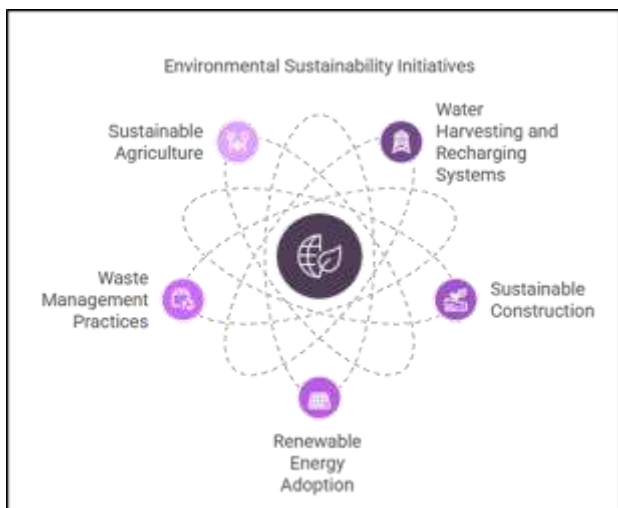 Environmental Sustainability Initiatives
Sustainable
Agriculture
Water
Harvesting and
Recharging
Systems
Waste
Management
Practices
Sustainable
Construction
Renewable
Energy
Adoption